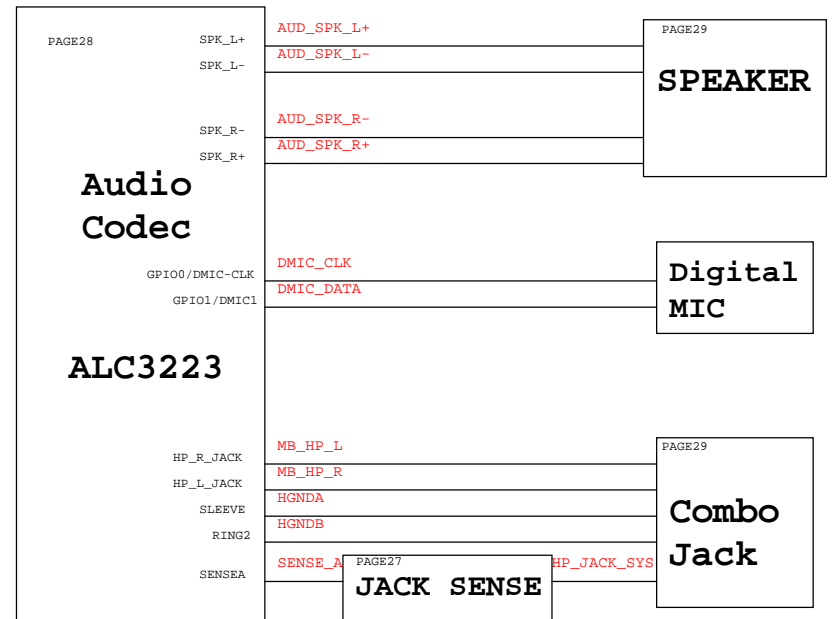 PAGE28
SPK_L+
AUD_SPK_L+
SPK_L-
AUD_SPK_L-
PAGE29
SPEAKER
SPK_R-
AUD_SPK_R-
SPK_R+
AUD_SPK_R+
Audio
Codec
GPIO0/DMIC-CLK
DMIC_CLK
GPIO1/DMIC1
DMIC_DATA
Digital
MIC
ALC3223
HP_R_JACK
MB_HP_L
HP_L_JACK
MB_HP_R
SLEEVE
HGNDA
RING2
HGNDB
PAGE29
Combo
Jack
SENSEA
SENSE_A
PAGE27
JACK SENSE
HP_JACK_SYS